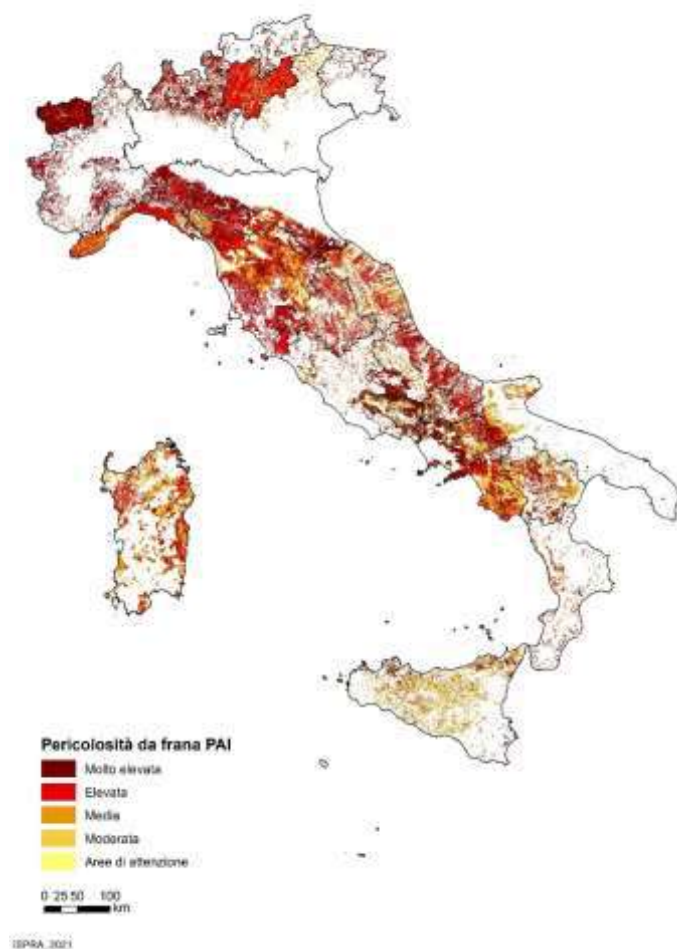 Pericolosità da frana PAI
Molto elevata
Elevata
Media
Moderata
Aree di attenzione
0 25 50 100
km
ISPRA, 2021